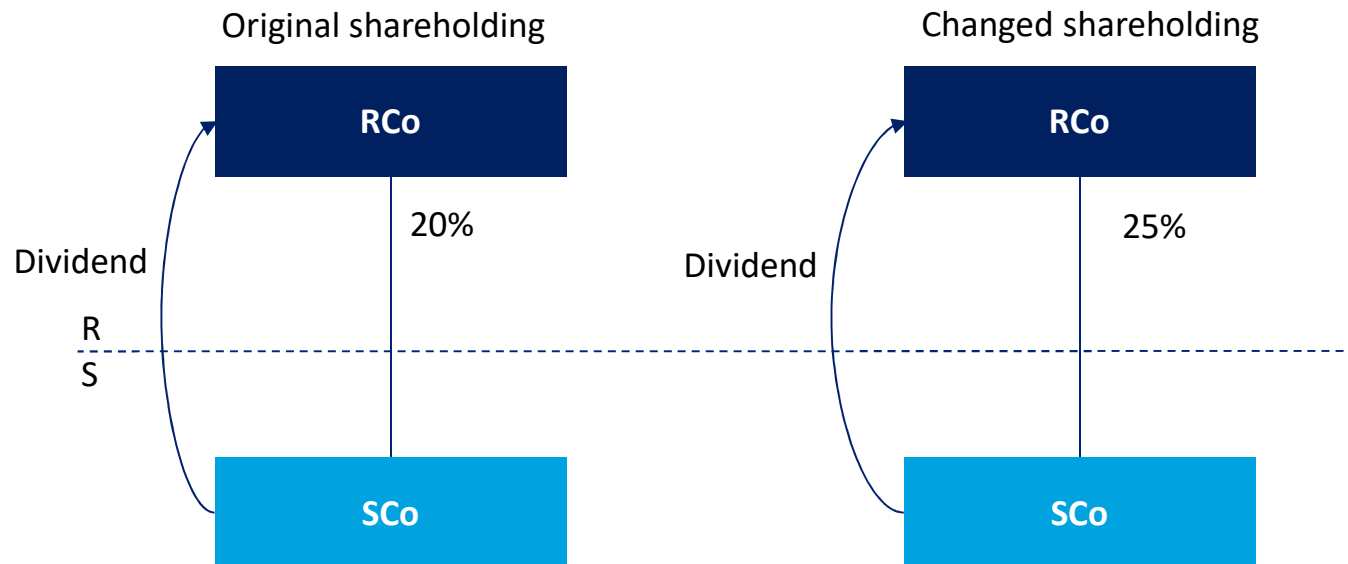 Original shareholding
RCo
20%
Dividend
R
S
SCo
Changed shareholding
RCo
25%
Dividend
SCo